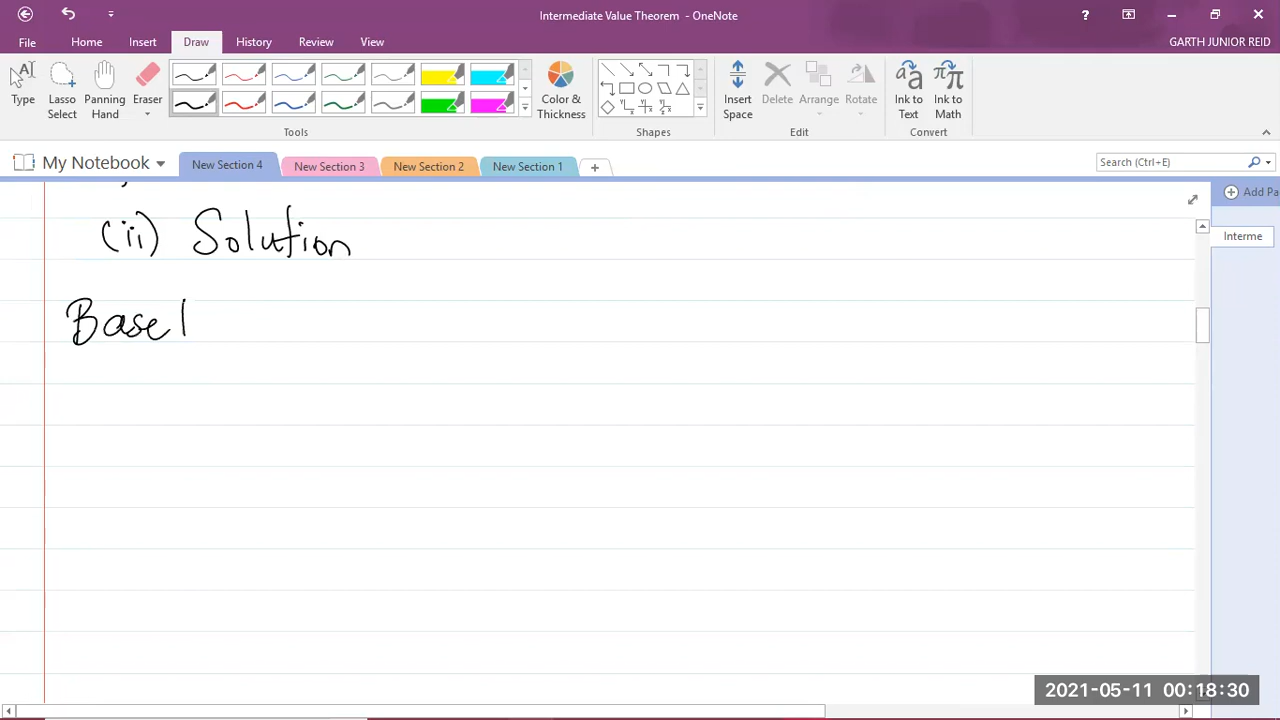 Intermediate Value Theorem - OneNote
GARTH JUNIOR REID
File Home Insert Draw History Review View
Type Lasso Select Panning Hand Eraser Color & Thickness Insert Space Delete Arrange Rotate Ink to Text Ink to Math
Tools Shapes Edit Convert
My Notebook New Section 4 New Section 3 New Section 2 New Section 1 Search (Ctrl+E)
Add Pa
Interme
(ii) Solution
Base
2021-05-11 00:18:30